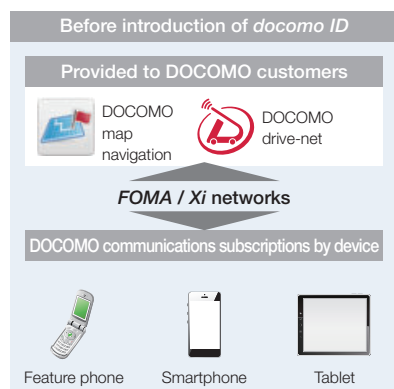 Before introduction of docomo ID
Provided to DOCOMO customers
DOCOMO
map
navigation
DOCOMO
drive-net
FOMA / Xi networks
DOCOMO communications subscriptions by device
Feature phone
Smartphone
Tablet